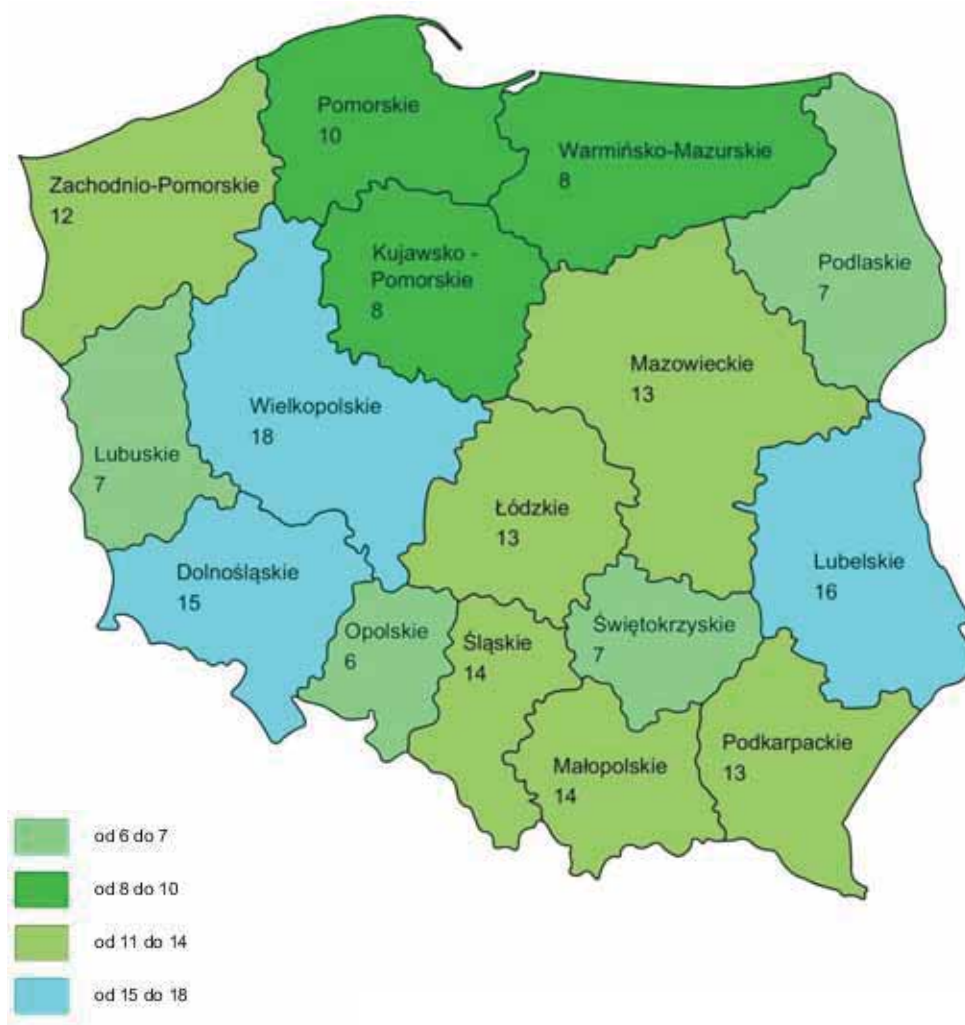 Pomorskie
10
Warmińsko-Mazurskie
8
Zachodnio-Pomorskie
12
Kujawsko -
Pomorskie
8
Podlaskie
7
Mazowieckie
13
Wielkopolskie
18
Lubuskie
7
Łódzkie
13
Lubelskie
16
Dolnośląskie
15
Opolskie
6
Śląskie
14
Świętokrzyskie
7
Małopolskie
14
Podkarpackie
13
od 6 do 7
od 8 do 10
od 11 do 14
od 15 do 18